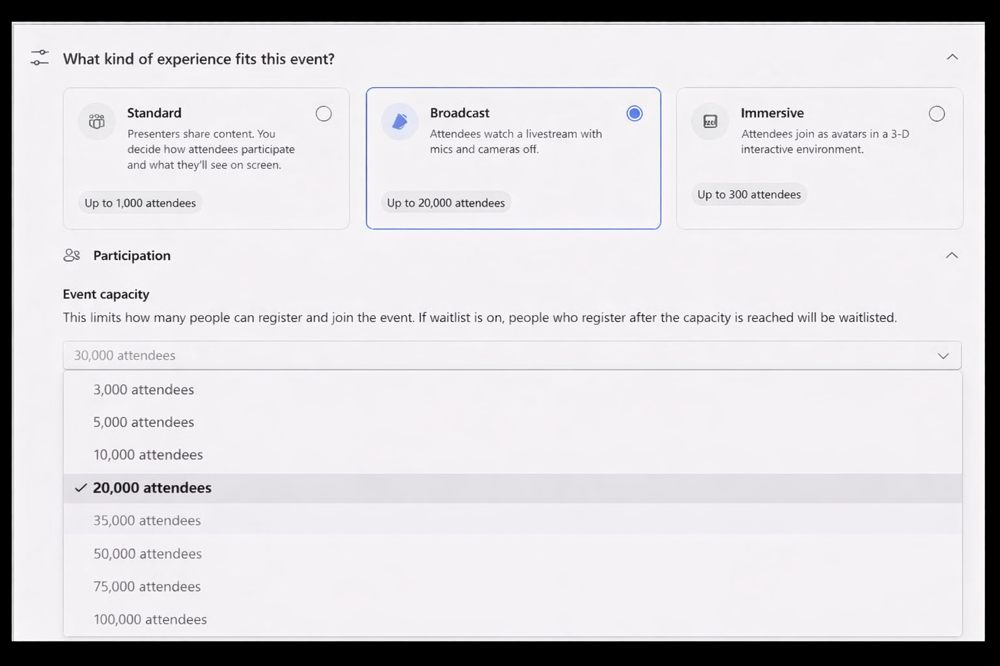 What kind of experience fits this event?
Standard
Presenters share content. You
decide how attendees participate
and what they'll see on screen.
Up to 1,000 attendees
Broadcast
Attendees watch a livestream with
mics and cameras off.
Up to 20,000 attendees
Immersive
Attendees join as avatars in a 3-D
interactive environment.
Up to 300 attendees
Participation
Event capacity
This limits how many people can register and join the event. If waitlist is on, people who register after the capacity is reached will be waitlisted.
30,000 attendees
3,000 attendees
5,000 attendees
10,000 attendees
20,000 attendees
35,000 attendees
50,000 attendees
75,000 attendees
100,000 attendees